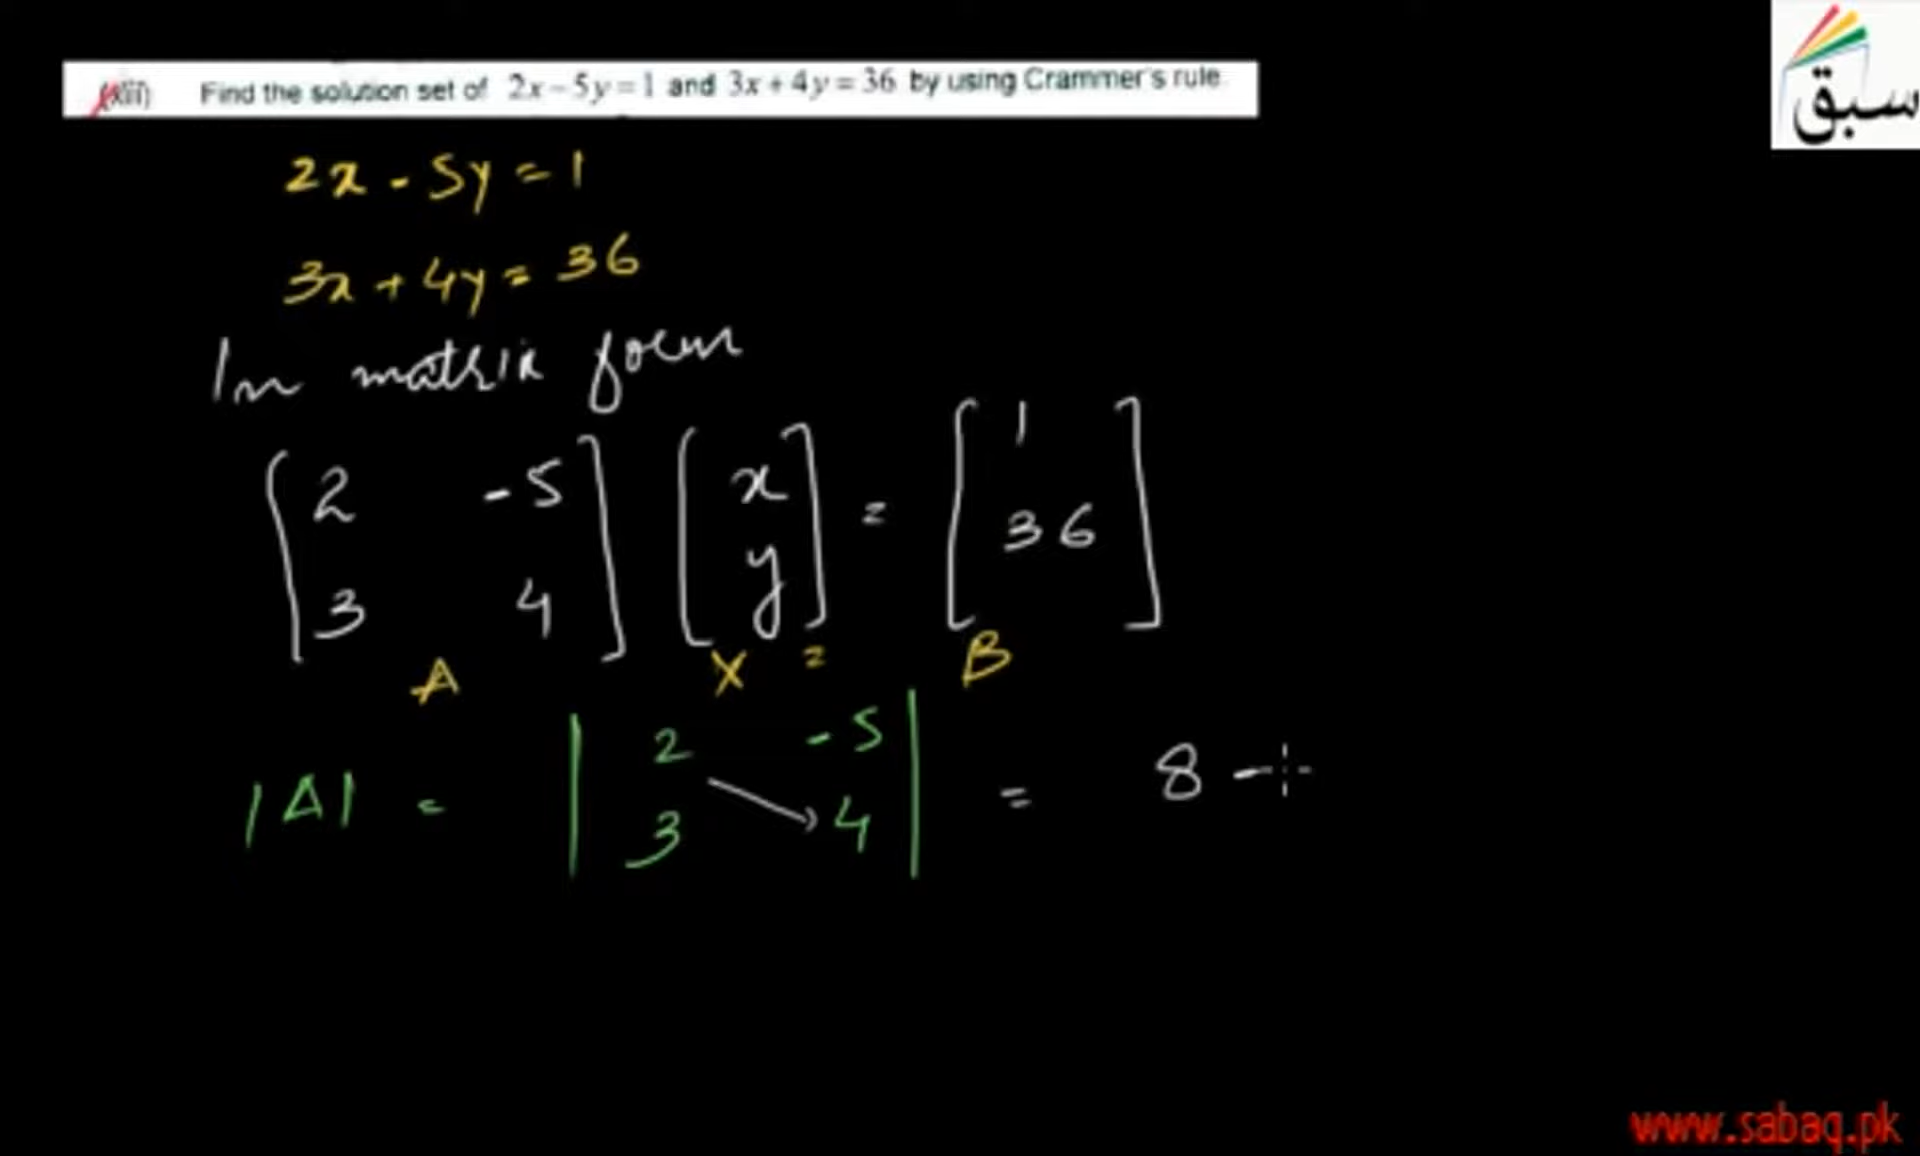 سبق
(xiii) Find the solution set of 2x-5y=1 and 3x+4y=36 by using Crammer's rule
2x - 5y = 1
3x + 4y = 36
In matrix form
[2 -5] [x] = [1]
[3 4] [y] [36]
A X = B
|A| = |2 -5| = 8 -
|3 4|
www.sabaq.pk